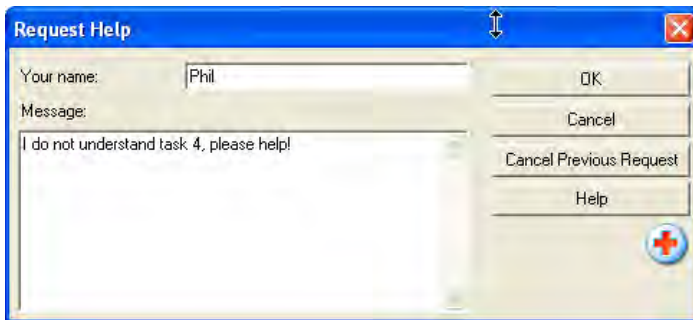 Request Help
Your name:
Phil
OK
Message:
Cancel
I do not understand task 4, please help!
Cancel Previous Request
Help